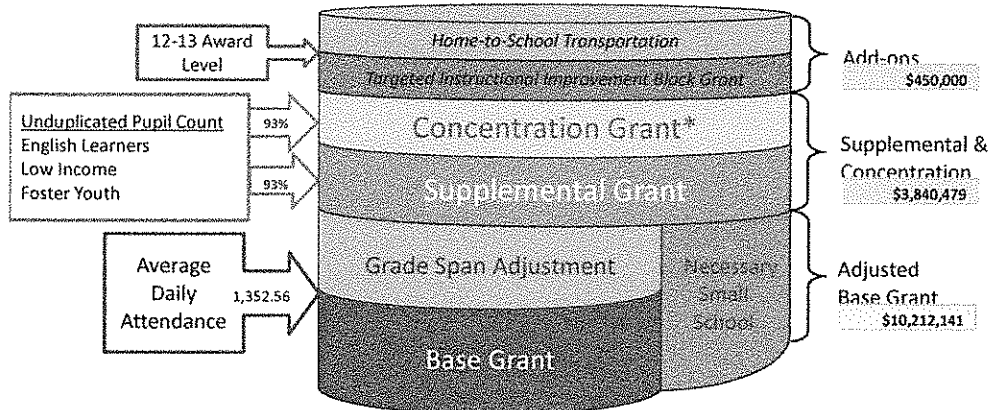 12-13 Award
Level
Home-to-School Transportation
Targeted Instructional Improvement Block Grant
Add-ons
$450,000
Unduplicated Pupil Count
English Learners
Low Income
Foster Youth
93%
93%
Concentration Grant*
Supplemental Grant
Supplemental &
Concentration
$3,840,479
Average
Daily
Attendance
1,352.56
Grade Span Adjustment
Base Grant
Necessary
Small
School
Adjusted
Base Grant
$10,212,141